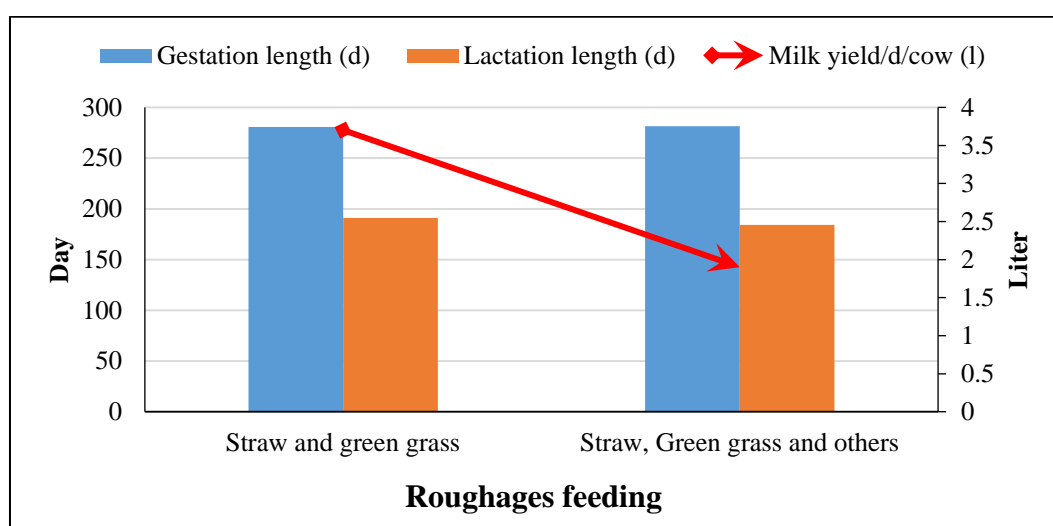 Gestation length (d) Lactation length (d) Milk yield/d/cow (l)
300 4
3.5
250
3
200
2.5
150 2
1.5
100
1
50
0.5
0 0
Day
Liter
Straw and green grass Straw, Green grass and others
Roughages feeding